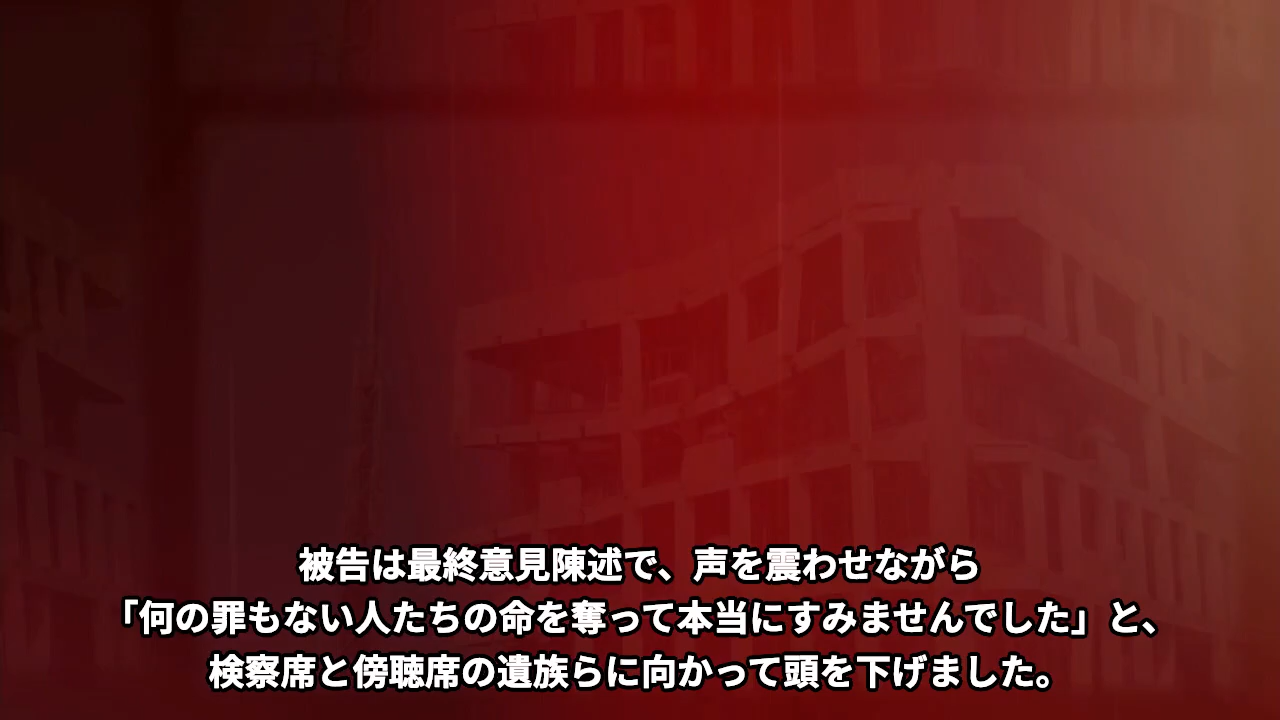 被告は最終意見陳述で、声を震わせながら
「何の罪もない人たちの命を奪って本当にすみませんでした」と、
検察席と傍聴席の遺族らに向かって頭を下げました。